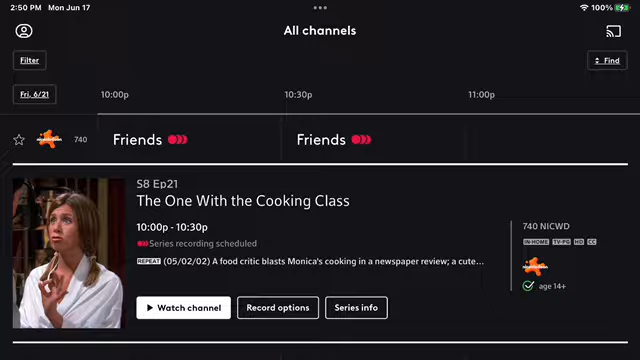 2:50 PM Mon Jun 17
100%
All channels
Filter
Find
Fri, 6/21
10:00p
10:30p
11:00p
nickelodeon
740
Friends
Friends
S8 Ep21
The One With the Cooking Class
10:00p - 10:30p
Series recording scheduled
REPEAT (05/02/02) A food critic blasts Monica's cooking in a newspaper review; a cute...
740 NICWD
IN-HOME TV-PG HD CC
nickelodeon
age 14+
Watch channel
Record options
Series info